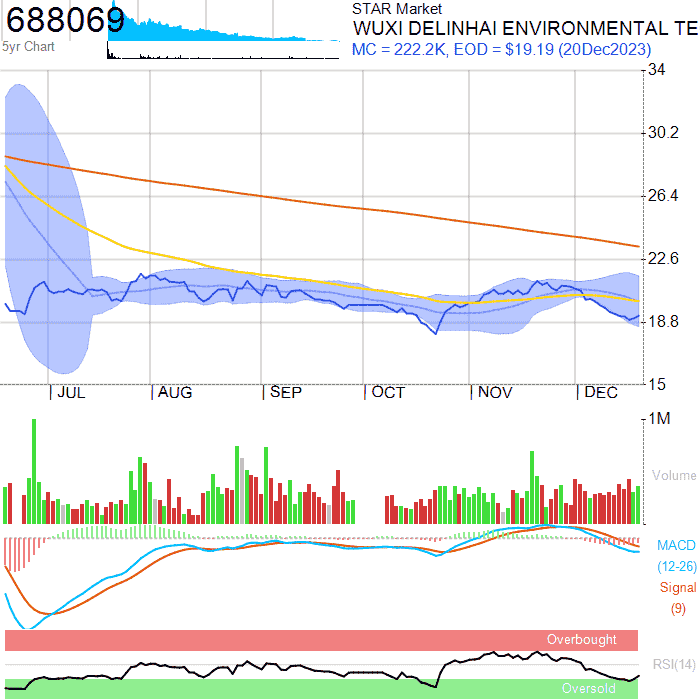 688069
5yr Chart
STAR Market
WUXI DELINHAI ENVIRONMENTAL TE
MC = 222.2K, EOD = $19.19 (20Dec2023)
34
30.2
26.4
22.6
18.8
15
JUL
AUG
SEP
OCT
NOV
DEC
1M
Volume
MACD
(12-26)
Signal
(9)
Overbought
RSI(14)
Oversold